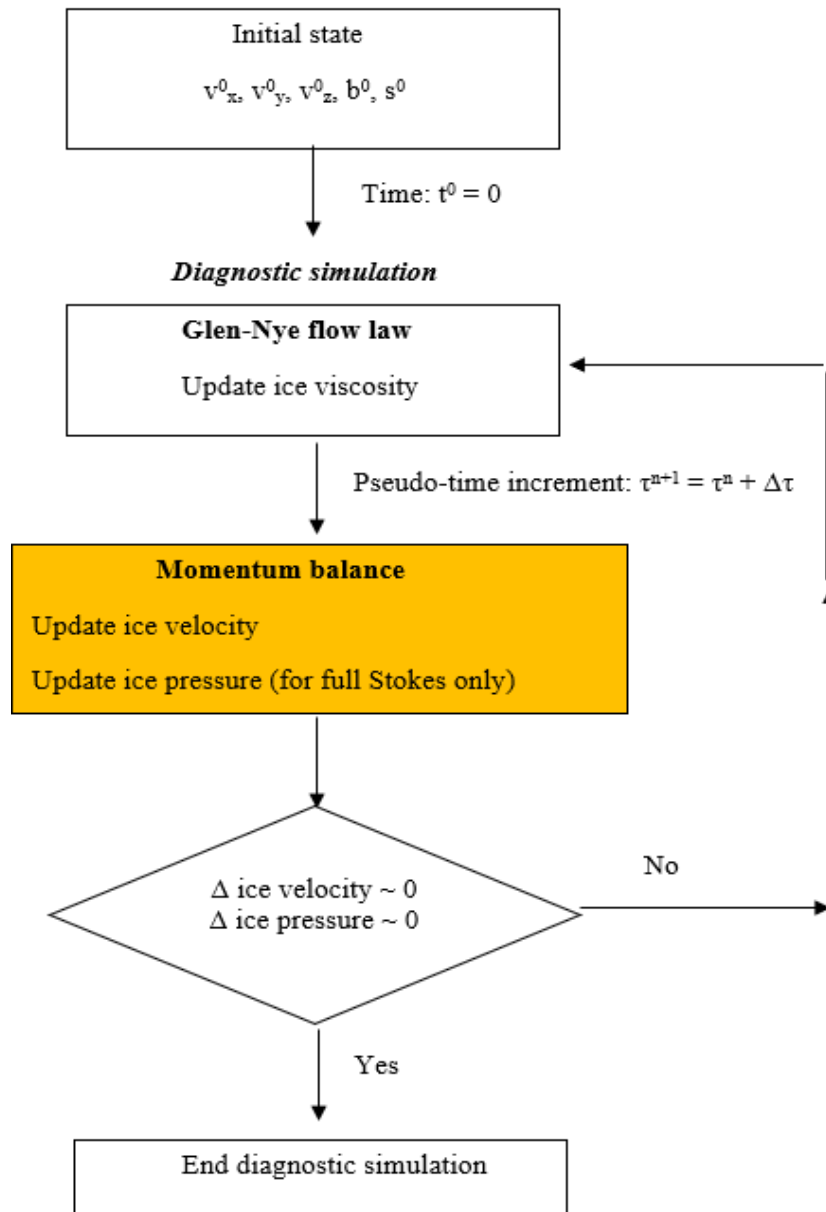 Initial state
v⁰ₓ, v⁰ᵧ, v⁰_z, b⁰, s⁰
Time: t⁰ = 0
Diagnostic simulation
Glen-Nye flow law
Update ice viscosity
Pseudo-time increment: τⁿ⁺¹ = τⁿ + Δτ
Momentum balance
Update ice velocity
Update ice pressure (for full Stokes only)
Δ ice velocity ~ 0
Δ ice pressure ~ 0
No
Yes
End diagnostic simulation